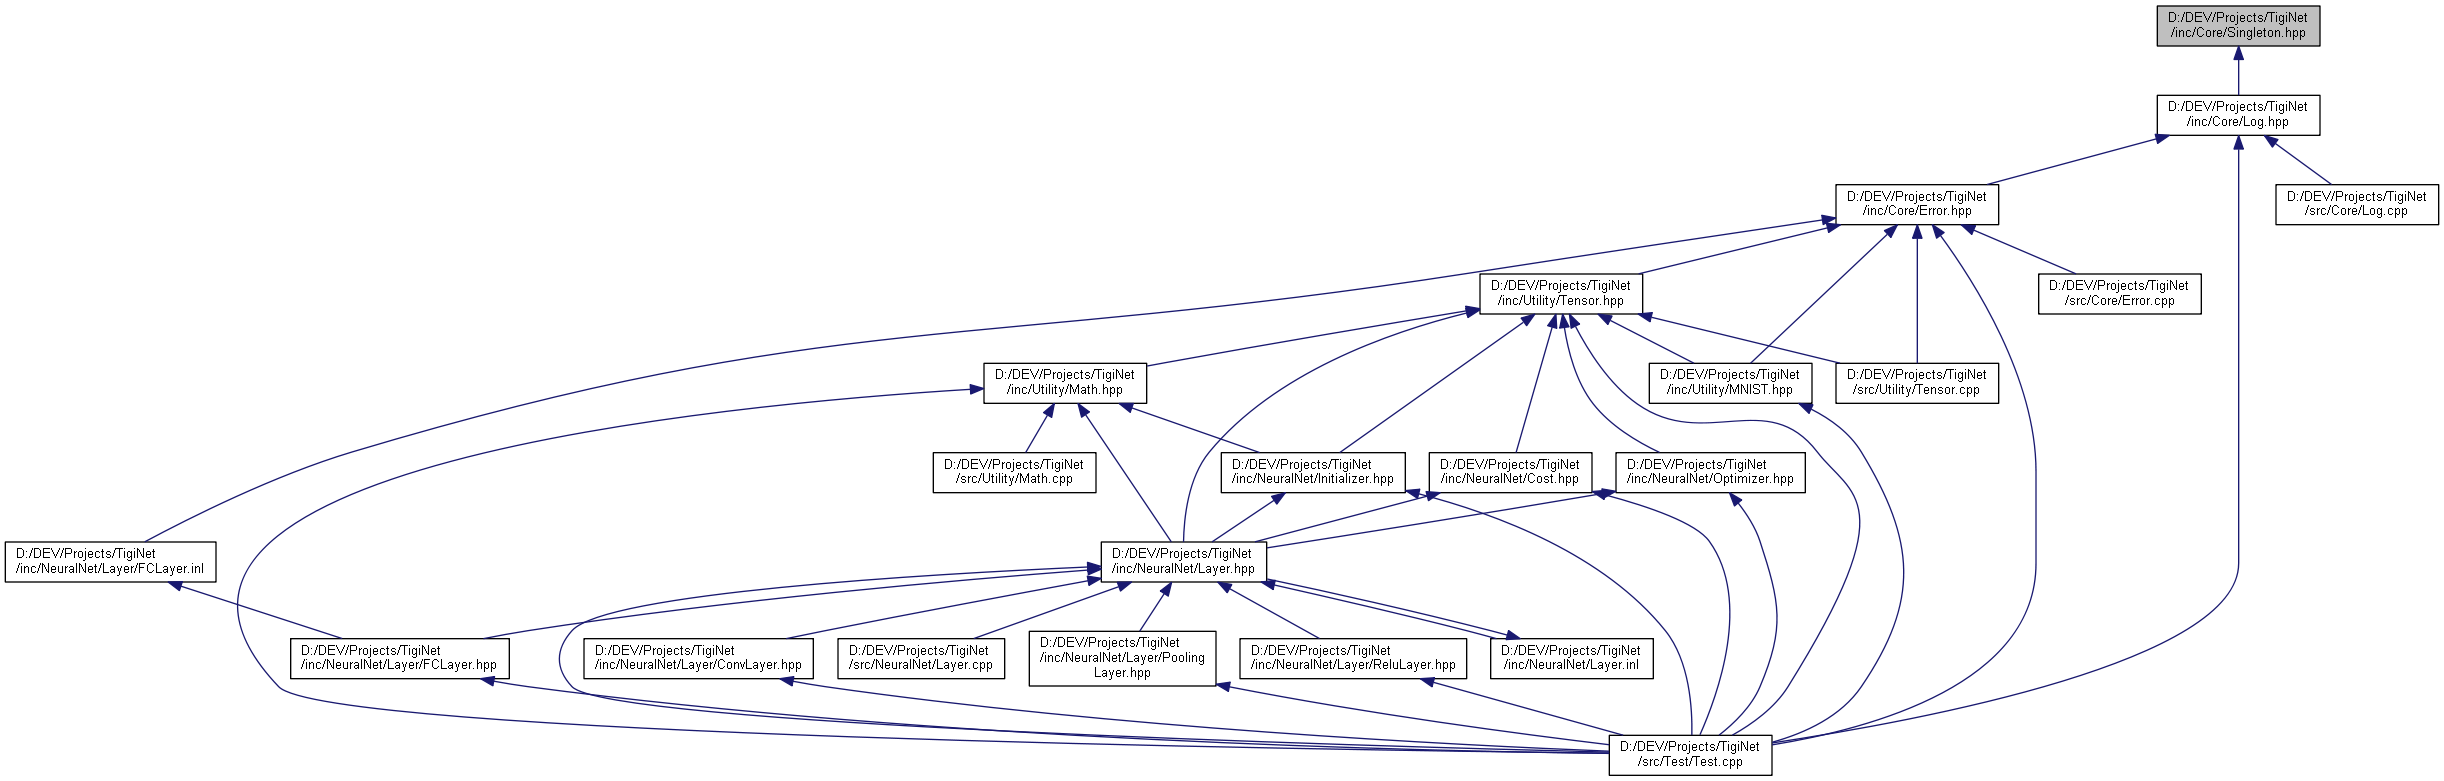 D:/DEV/Projects/TigiNet
/inc/Core/Singleton.hpp
D:/DEV/Projects/TigiNet
/inc/Core/Log.hpp
D:/DEV/Projects/TigiNet
/inc/Core/Error.hpp
D:/DEV/Projects/TigiNet
/src/Core/Log.cpp
D:/DEV/Projects/TigiNet
/inc/Utility/Tensor.hpp
D:/DEV/Projects/TigiNet
/src/Core/Error.cpp
D:/DEV/Projects/TigiNet
/inc/Utility/Math.hpp
D:/DEV/Projects/TigiNet
/inc/Utility/MNIST.hpp
D:/DEV/Projects/TigiNet
/src/Utility/Tensor.cpp
D:/DEV/Projects/TigiNet
/src/Utility/Math.cpp
D:/DEV/Projects/TigiNet
/inc/NeuralNet/Initializer.hpp
D:/DEV/Projects/TigiNet
/inc/NeuralNet/Cost.hpp
D:/DEV/Projects/TigiNet
/inc/NeuralNet/Optimizer.hpp
D:/DEV/Projects/TigiNet
/inc/NeuralNet/Layer/FCLayer.inl
D:/DEV/Projects/TigiNet
/inc/NeuralNet/Layer.hpp
D:/DEV/Projects/TigiNet
/inc/NeuralNet/Layer/FCLayer.hpp
D:/DEV/Projects/TigiNet
/inc/NeuralNet/Layer/ConvLayer.hpp
D:/DEV/Projects/TigiNet
/src/NeuralNet/Layer.cpp
D:/DEV/Projects/TigiNet
/inc/NeuralNet/Layer/Pooling
Layer.hpp
D:/DEV/Projects/TigiNet
/inc/NeuralNet/Layer/ReluLayer.hpp
D:/DEV/Projects/TigiNet
/inc/NeuralNet/Layer.inl
D:/DEV/Projects/TigiNet
/src/Test/Test.cpp